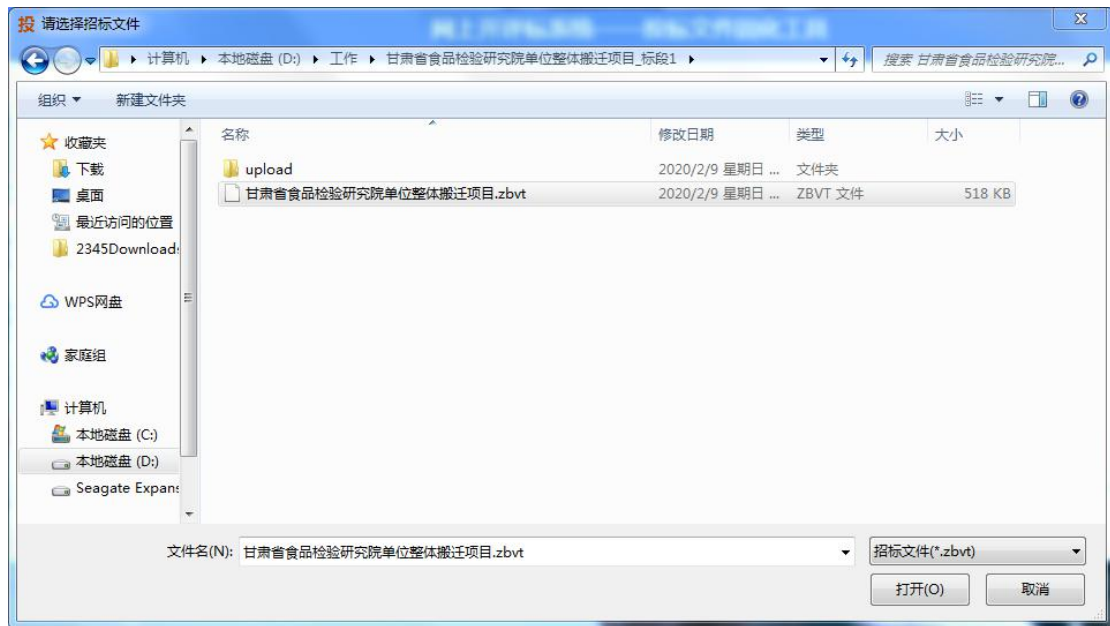 投 请选择招标文件
计算机 本地磁盘 (D:) 工作 甘肃省食品检验研究院单位整体搬迁项目_标段1 搜索 甘肃省食品检验研究院...
组织 新建文件夹
名称 修改日期 类型 大小
收藏夹
下载
桌面
最近访问的位置
2345Downloads
WPS网盘
家庭组
计算机
本地磁盘 (C:)
本地磁盘 (D:)
Seagate Expans
upload 2020/2/9 星期日 ... 文件夹
甘肃省食品检验研究院单位整体搬迁项目.zbvt 2020/2/9 星期日 ... ZBVT 文件 518 KB
文件名(N): 甘肃省食品检验研究院单位整体搬迁项目.zbvt 招标文件(*.zbvt)
打开(O) 取消